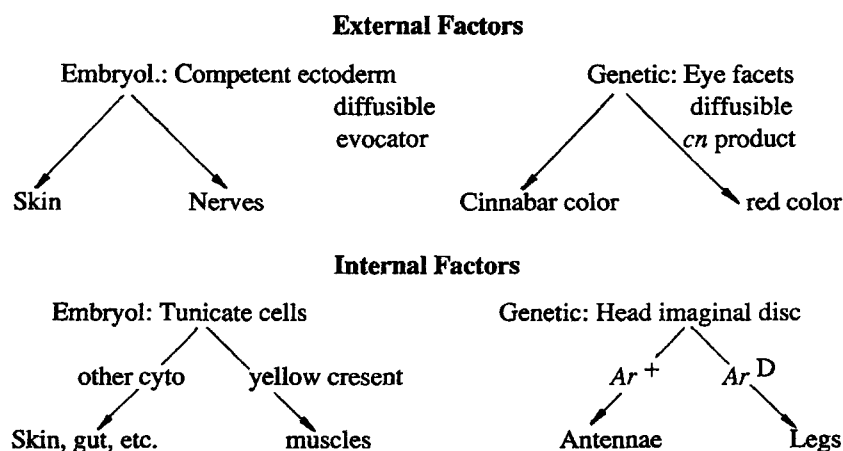 External Factors
Embryol.: Competent ectoderm
diffusible
evocator
Skin
Nerves
Genetic: Eye facets
diffusible
cn product
Cinnabar color
red color
Internal Factors
Embryol: Tunicate cells
other cyto
yellow cresent
Skin, gut, etc.
muscles
Genetic: Head imaginal disc
Ar +
Ar D
Antennae
Legs